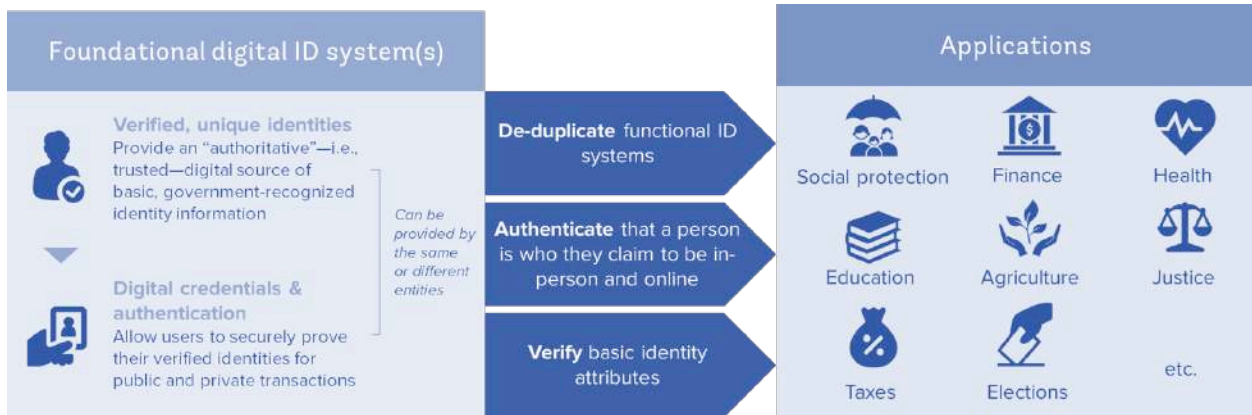 Foundational digital ID system(s)
Verified, unique identities
Provide an “authoritative”—i.e.,
trusted—digital source of
basic, government-recognized
identity information
Can be
provided by
the same
or different
entities
Digital credentials &
authentication
Allow users to securely prove
their verified identities for
public and private transactions
De-duplicate functional ID
systems
Authenticate that a person
is who they claim to be in-
person and online
Verify basic identity
attributes
Applications
Social protection
Finance
Health
Education
Agriculture
Justice
Taxes
Elections
etc.